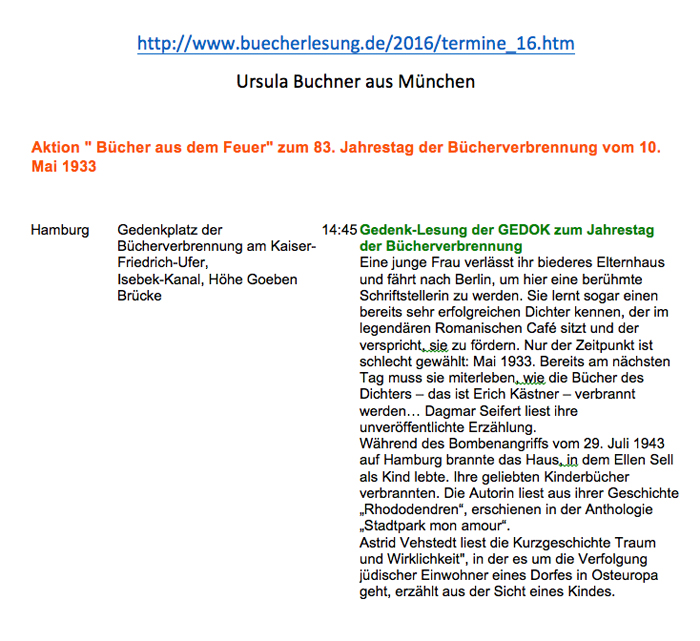 http://www.buecherlesung.de/2016/termine_16.htm
Ursula Buchner aus München
Aktion " Bücher aus dem Feuer" zum 83. Jahrestag der Bücherverbrennung vom 10.
Mai 1933
Hamburg
Gedenkplatz der
Bücherverbrennung am Kaiser-
Friedrich-Ufer,
Isebek-Kanal, Höhe Goeben
Brücke
14:45
Gedenk-Lesung der GEDOK zum Jahrestag
der Bücherverbrennung
Eine junge Frau verlässt ihr biederes Elternhaus
und fährt nach Berlin, um hier eine berühmte
Schriftstellerin zu werden. Sie lernt sogar einen
bereits sehr erfolgreichen Dichter kennen, der im
legendären Romanischen Café sitzt und der
verspricht, sie zu fördern. Nur der Zeitpunkt ist
schlecht gewählt: Mai 1933. Bereits am nächsten
Tag muss sie miterleben, wie die Bücher des
Dichters – das ist Erich Kästner – verbrannt
werden… Dagmar Seifert liest ihre
unveröffentlichte Erzählung.
Während des Bombenangriffs vom 29. Juli 1943
auf Hamburg brannte das Haus, in dem Ellen Sell
als Kind lebte. Ihre geliebten Kinderbücher
verbrannten. Die Autorin liest aus ihrer Geschichte
„Rhododendren“, erschienen in der Anthologie
„Stadtpark mon amour“.
Astrid Vehstedt liest die Kurzgeschichte Traum
und Wirklichkeit", in der es um die Verfolgung
jüdischer Einwohner eines Dorfes in Osteuropa
geht, erzählt aus der Sicht eines Kindes.